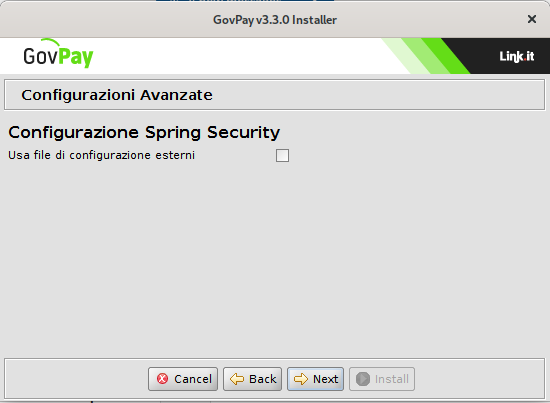 GovPay v3.3.0 Installer
GovPay
Link.it
Configurazioni Avanzate
Configurazione Spring Security
Usa file di configurazione esterni
Cancel
Back
Next
Install